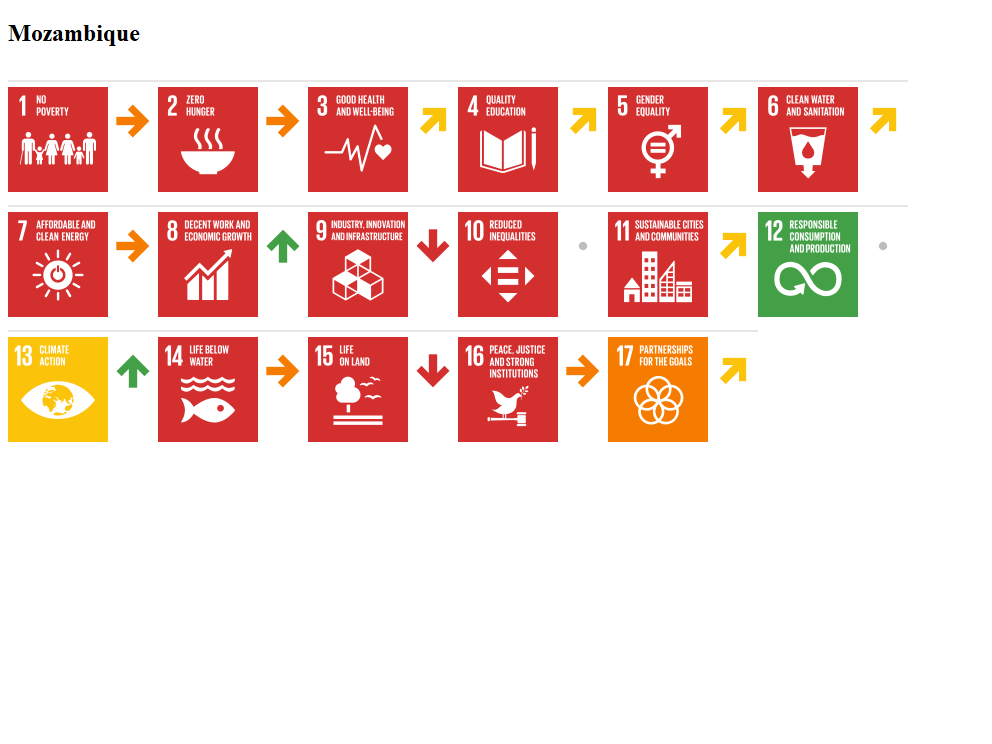 Mozambique
1 NO
POVERTY
2 ZERO
HUNGER
3 GOOD HEALTH
AND WELL-BEING
4 QUALITY
EDUCATION
5 GENDER
EQUALITY
6 CLEAN WATER
AND SANITATION
7 AFFORDABLE AND
CLEAN ENERGY
8 DECENT WORK AND
ECONOMIC GROWTH
9 INDUSTRY, INNOVATION
AND INFRASTRUCTURE
10 REDUCED
INEQUALITIES
11 SUSTAINABLE CITIES
AND COMMUNITIES
12 RESPONSIBLE
CONSUMPTION
AND PRODUCTION
13 CLIMATE
ACTION
14 LIFE BELOW
WATER
15 LIFE
ON LAND
16 PEACE, JUSTICE
AND STRONG
INSTITUTIONS
17 PARTNERSHIPS
FOR THE GOALS